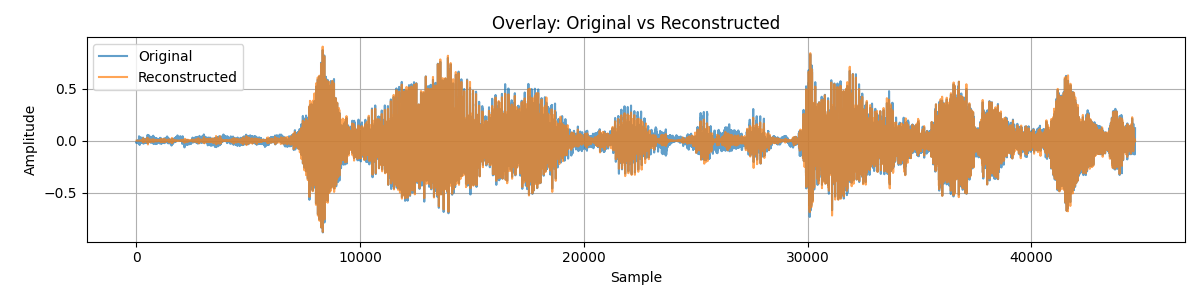 Overlay: Original vs Reconstructed
Original
Reconstructed
Amplitude
0.5
0.0
−0.5
0 10000 20000 30000 40000
Sample